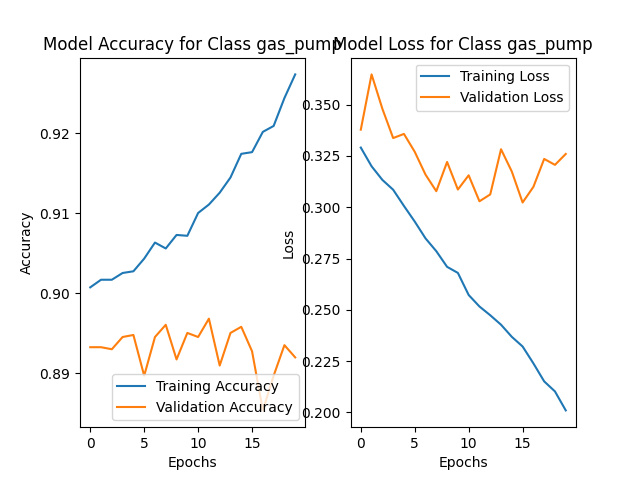 Model Accuracy for Class gas_pump
Model Loss for Class gas_pump
Accuracy
0.92
0.91
0.90
0.89
Training Accuracy
Validation Accuracy
0
5
10
15
Epochs
Loss
0.350
0.325
0.300
0.275
0.250
0.225
0.200
Training Loss
Validation Loss
0
5
10
15
Epochs